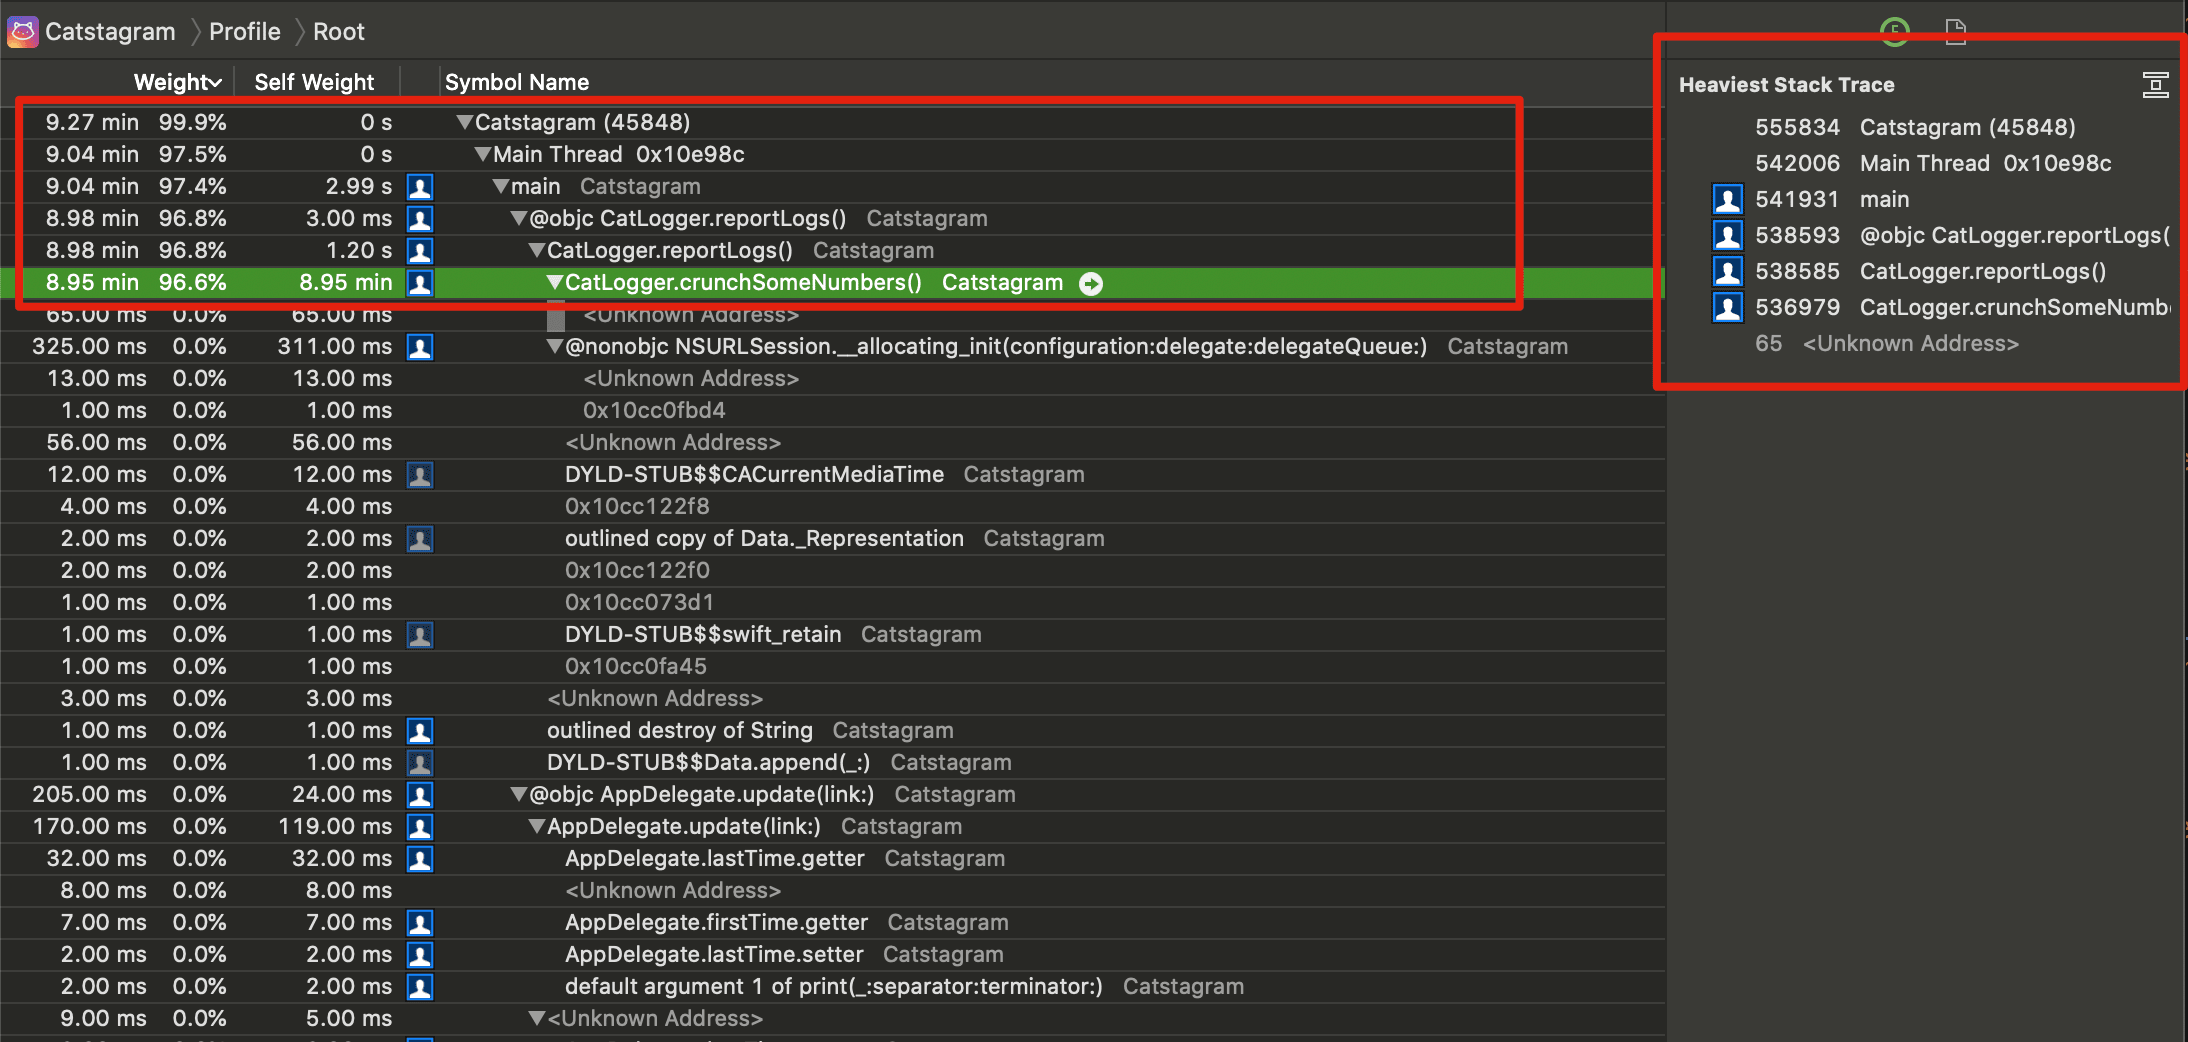 Catstagram Profile Root
Weight Self Weight Symbol Name
9.27 min 99.9% 0 s Catstagram (45848)
9.04 min 97.5% 0 s Main Thread 0x10e98c
9.04 min 97.4% 2.99 s main Catstagram
8.98 min 96.8% 3.00 ms @objc CatLogger.reportLogs() Catstagram
8.98 min 96.8% 1.20 s CatLogger.reportLogs() Catstagram
8.95 min 96.6% 8.95 min CatLogger.crunchSomeNumbers() Catstagram
65.00 ms 0.0% 65.00 ms <Unknown Address>
325.00 ms 0.0% 311.00 ms @nonobjc NSURLSession.__allocating_init(configuration:delegate:delegateQueue:) Catstagram
13.00 ms 0.0% 13.00 ms <Unknown Address>
1.00 ms 0.0% 1.00 ms 0x10cc0fbd4
56.00 ms 0.0% 56.00 ms <Unknown Address>
12.00 ms 0.0% 12.00 ms DYLD-STUB$$CACurrentMediaTime Catstagram
4.00 ms 0.0% 4.00 ms 0x10cc122f8
2.00 ms 0.0% 2.00 ms outlined copy of Data._Representation Catstagram
2.00 ms 0.0% 2.00 ms 0x10cc122f0
1.00 ms 0.0% 1.00 ms 0x10cc073d1
1.00 ms 0.0% 1.00 ms DYLD-STUB$$swift_retain Catstagram
1.00 ms 0.0% 1.00 ms 0x10cc0fa45
3.00 ms 0.0% 3.00 ms <Unknown Address>
1.00 ms 0.0% 1.00 ms outlined destroy of String Catstagram
1.00 ms 0.0% 1.00 ms DYLD-STUB$$Data.append(_:) Catstagram
205.00 ms 0.0% 24.00 ms @objc AppDelegate.update(link:) Catstagram
170.00 ms 0.0% 119.00 ms AppDelegate.update(link:) Catstagram
32.00 ms 0.0% 32.00 ms AppDelegate.lastTime.getter Catstagram
8.00 ms 0.0% 8.00 ms <Unknown Address>
7.00 ms 0.0% 7.00 ms AppDelegate.firstTime.getter Catstagram
2.00 ms 0.0% 2.00 ms AppDelegate.lastTime.setter Catstagram
2.00 ms 0.0% 2.00 ms default argument 1 of print(_:separator:terminator:) Catstagram
9.00 ms 0.0% 5.00 ms <Unknown Address>
E
Heaviest Stack Trace
555834 Catstagram (45848)
542006 Main Thread 0x10e98c
541931 main
538593 @objc CatLogger.reportLogs(
538585 CatLogger.reportLogs()
536979 CatLogger.crunchSomeNumb
65 <Unknown Address>